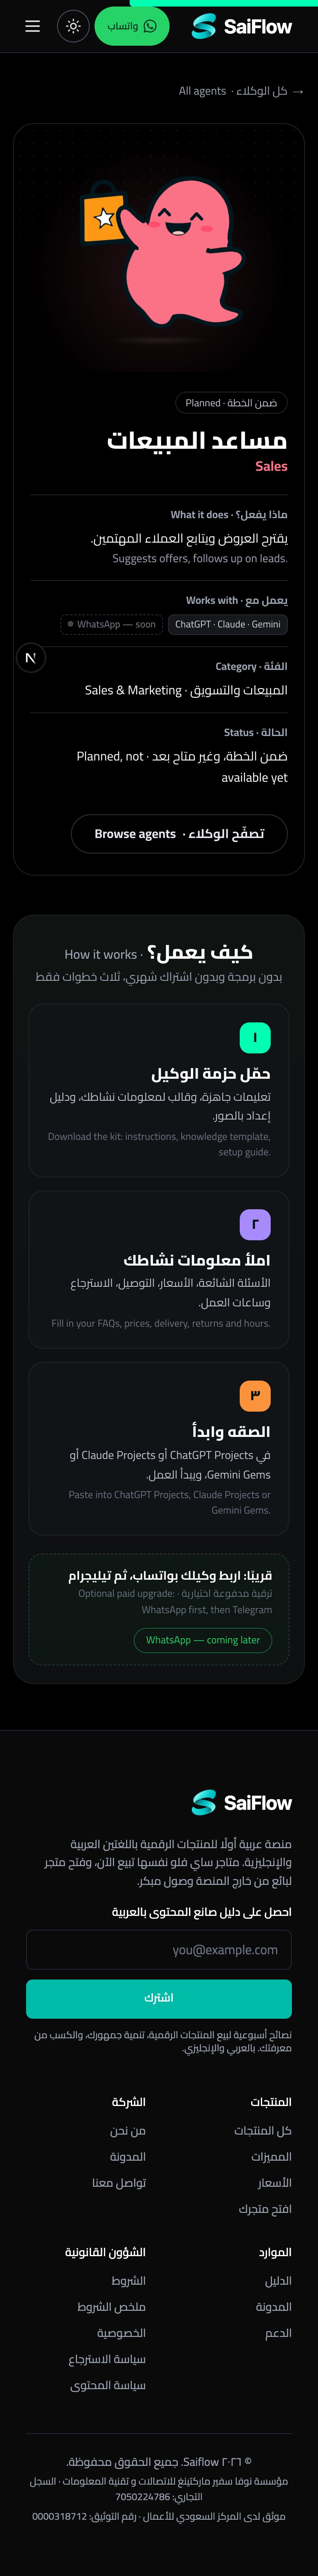 SaiFlow
واتساب
→ كل الوكلاء · All agents
ضمن الخطة · Planned
مساعد المبيعات
Sales
ماذا يفعل؟ · What it does
يقترح العروض ويتابع العملاء المهتمين.
Suggests offers, follows up on leads.
يعمل مع · Works with
ChatGPT · Claude · Gemini
WhatsApp — soon
N
الفئة · Category
المبيعات والتسويق · Sales & Marketing
الحالة · Status
ضمن الخطة، وغير متاح بعد · Planned, not
available yet
تصفّح الوكلاء · Browse agents
كيف يعمل؟ · How it works
بدون برمجة وبدون اشتراك شهري، ثلاث خطوات فقط
١
حمّل حزمة الوكيل
تعليمات جاهزة، وقالب لمعلومات نشاطك، ودليل
إعداد بالصور.
Download the kit: instructions, knowledge template,
setup guide.
٢
املأ معلومات نشاطك
الأسئلة الشائعة، الأسعار، التوصيل، الاسترجاع
وساعات العمل.
Fill in your FAQs, prices, delivery, returns and hours.
٣
الصقه وابدأ
في ChatGPT Projects أو Claude Projects أو
Gemini Gems، ويبدأ العمل.
Paste into ChatGPT Projects, Claude Projects or
Gemini Gems.
قريبًا: اربط وكيلك بواتساب، ثم تيليجرام
ترقية مدفوعة اختيارية · Optional paid upgrade:
WhatsApp first, then Telegram
WhatsApp — coming later
SaiFlow
منصة عربية أولًا للمنتجات الرقمية باللغتين العربية
والإنجليزية. متاجر ساي فلو نفسها تبيع الآن، وفتح متجر
لبائع من خارج المنصة وصول مبكر.
احصل على دليل صانع المحتوى بالعربية
you@example.com
اشترك
نصائح أسبوعية لبيع المنتجات الرقمية، تنمية جمهورك، والكسب من
معرفتك. بالعربي والإنجليزي.
المنتجات
كل المنتجات
المميزات
الأسعار
افتح متجرك
الشركة
من نحن
المدونة
تواصل معنا
الموارد
الدليل
المدونة
الدعم
الشؤون القانونية
الشروط
ملخص الشروط
الخصوصية
سياسة الاسترجاع
سياسة المحتوى
© ٢٠٢٦ Saiflow. جميع الحقوق محفوظة.
مؤسسة نوفا سفير ماركتينغ للاتصالات و تقنية المعلومات · السجل
التجاري: 7050224786
موثق لدى المركز السعودي للأعمال · رقم التوثيق: 0000318712